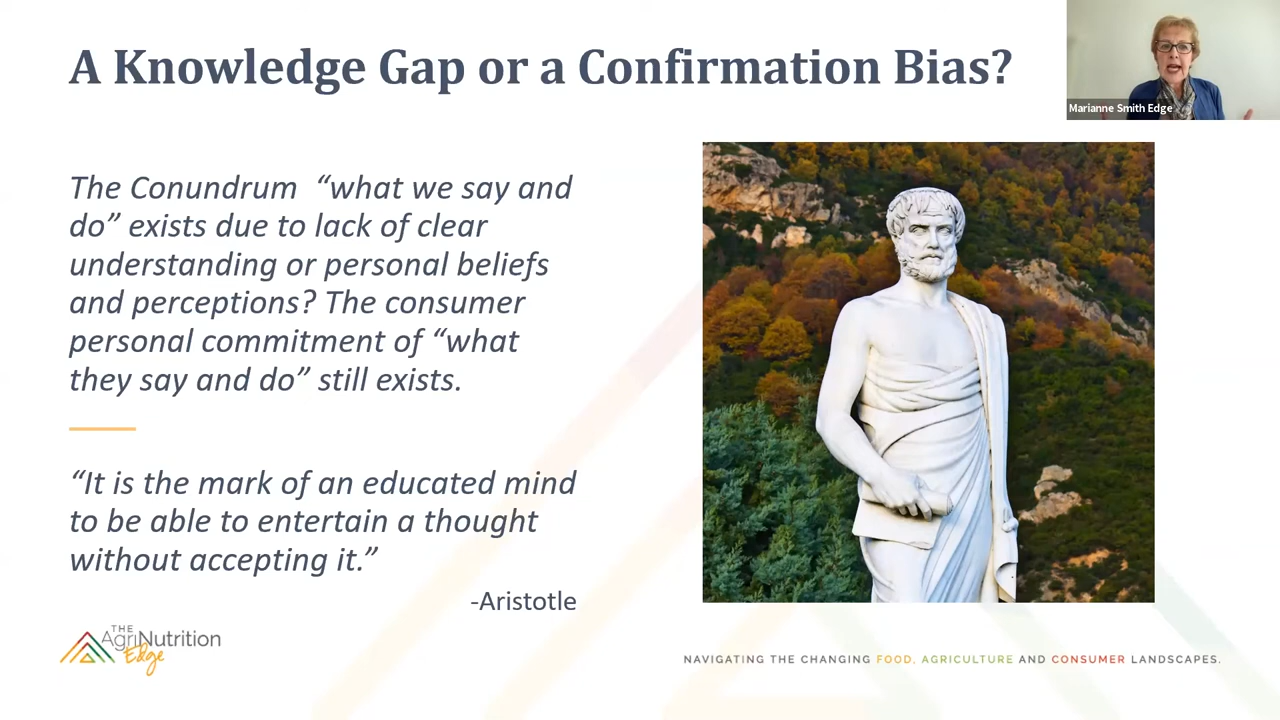 A Knowledge Gap or a Confirmation Bias?
Marianne Smith Edge
The Conundrum “what we say and
do” exists due to lack of clear
understanding or personal beliefs
and perceptions? The consumer
personal commitment of “what
they say and do” still exists.
“It is the mark of an educated mind
to be able to entertain a thought
without accepting it.”
-Aristotle
THE
AgriNutrition
Edge
NAVIGATING THE CHANGING FOOD, AGRICULTURE AND CONSUMER LANDSCAPES.